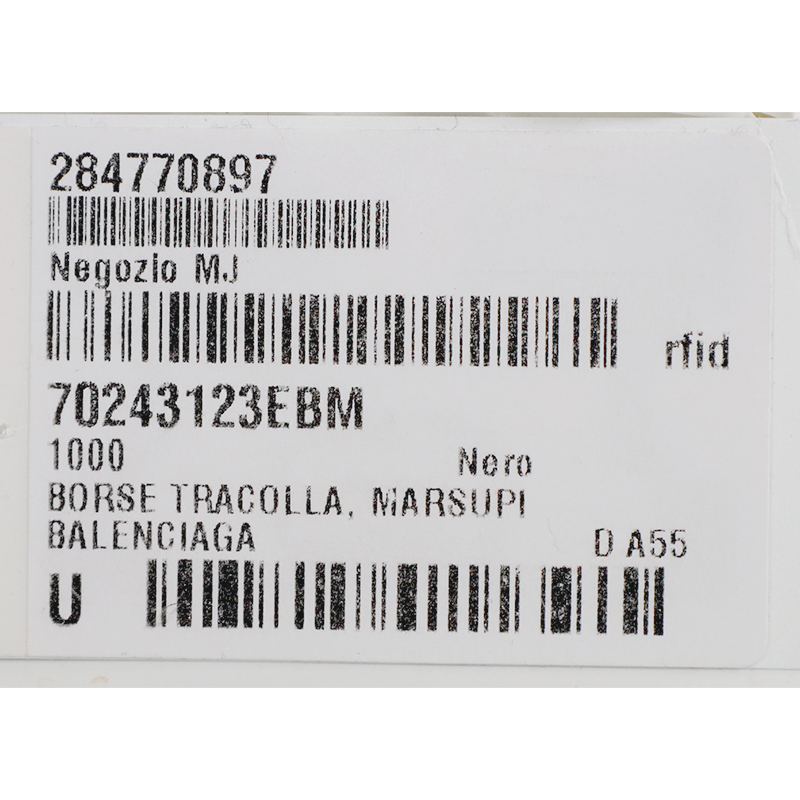 284770897
Negozio MJ
rfid
70243123EBM
1000 Nero
BORSE TRACOLLA, MARSUPI
BALENCIAGA D A55
U